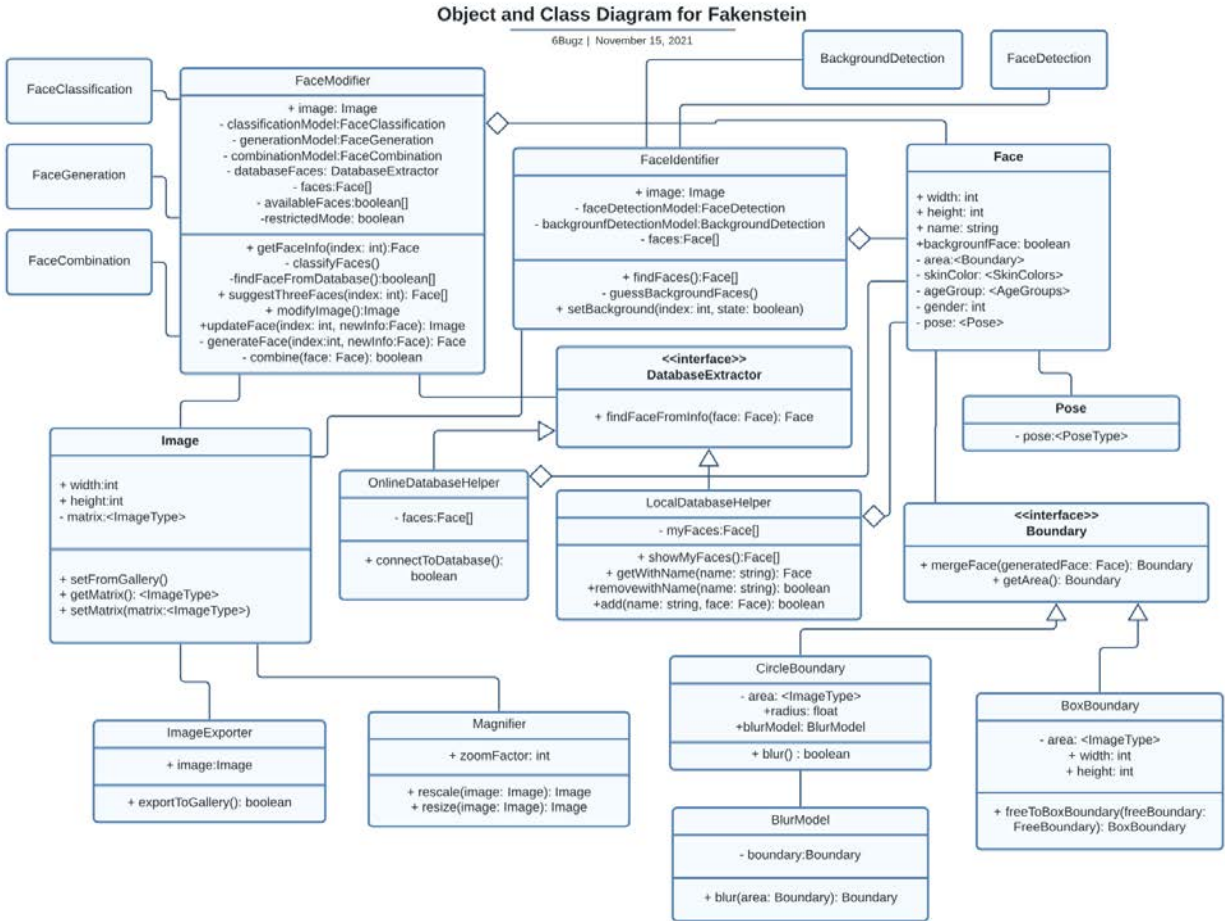 Object and Class Diagram for Fakenstein
6Bugz | November 15, 2021
FaceClassification
FaceGeneration
FaceCombination
FaceModifier
+ image: Image
- classificationModel:FaceClassification
- generationModel:FaceGeneration
- combinationModel:FaceCombination
- databaseFaces: DatabaseExtractor
- faces:Face[]
- availableFaces:boolean[]
-restrictedMode: boolean
+ getFaceInfo(index: int):Face
- classifyFaces()
-findFaceFromDatabase():boolean[]
+ suggestThreeFaces(index: int): Face[]
+ modifyImage():Image
+updateFace(index: int, newInfo:Face): Image
- generateFace(index:int, newInfo:Face): Face
- combine(face: Face): boolean
BackgroundDetection
FaceDetection
FaceIdentifier
+ image: Image
- faceDetectionModel:FaceDetection
- backgrounfDetectionModel:BackgroundDetection
- faces:Face[]
+ findFaces():Face[]
- guessBackgroundFaces()
+ setBackground(index: int, state: boolean)
Face
+ width: int
+ height: int
+ name: string
+backgrounfFace: boolean
- area:<Boundary>
- skinColor: <SkinColors>
- ageGroup: <AgeGroups>
- gender: int
- pose: <Pose>
<<interface>>
DatabaseExtractor
+ findFaceFromInfo(face: Face): Face
Pose
- pose:<PoseType>
Image
+ width:int
+ height:int
- matrix:<ImageType>
+ setFromGallery()
+ getMatrix(): <ImageType>
+ setMatrix(matrix:<ImageType>)
OnlineDatabaseHelper
- faces:Face[]
+ connectToDatabase():
boolean
LocalDatabaseHelper
- myFaces:Face[]
+ showMyFaces():Face[]
+ getWithName(name: string): Face
+removewithName(name: string): boolean
+add(name: string, face: Face): boolean
<<interface>>
Boundary
+ mergeFace(generatedFace: Face): Boundary
+ getArea(): Boundary
CircleBoundary
- area: <ImageType>
+radius: float
+blurModel: BlurModel
+ blur() : boolean
BoxBoundary
- area: <ImageType>
+ width: int
+ height: int
+ freeToBoxBoundary(freeBoundary:
FreeBoundary): BoxBoundary
ImageExporter
+ image:Image
+ exportToGallery(): boolean
Magnifier
+ zoomFactor: int
+ rescale(image: Image): Image
+ resize(image: Image): Image
BlurModel
- boundary:Boundary
+ blur(area: Boundary): Boundary